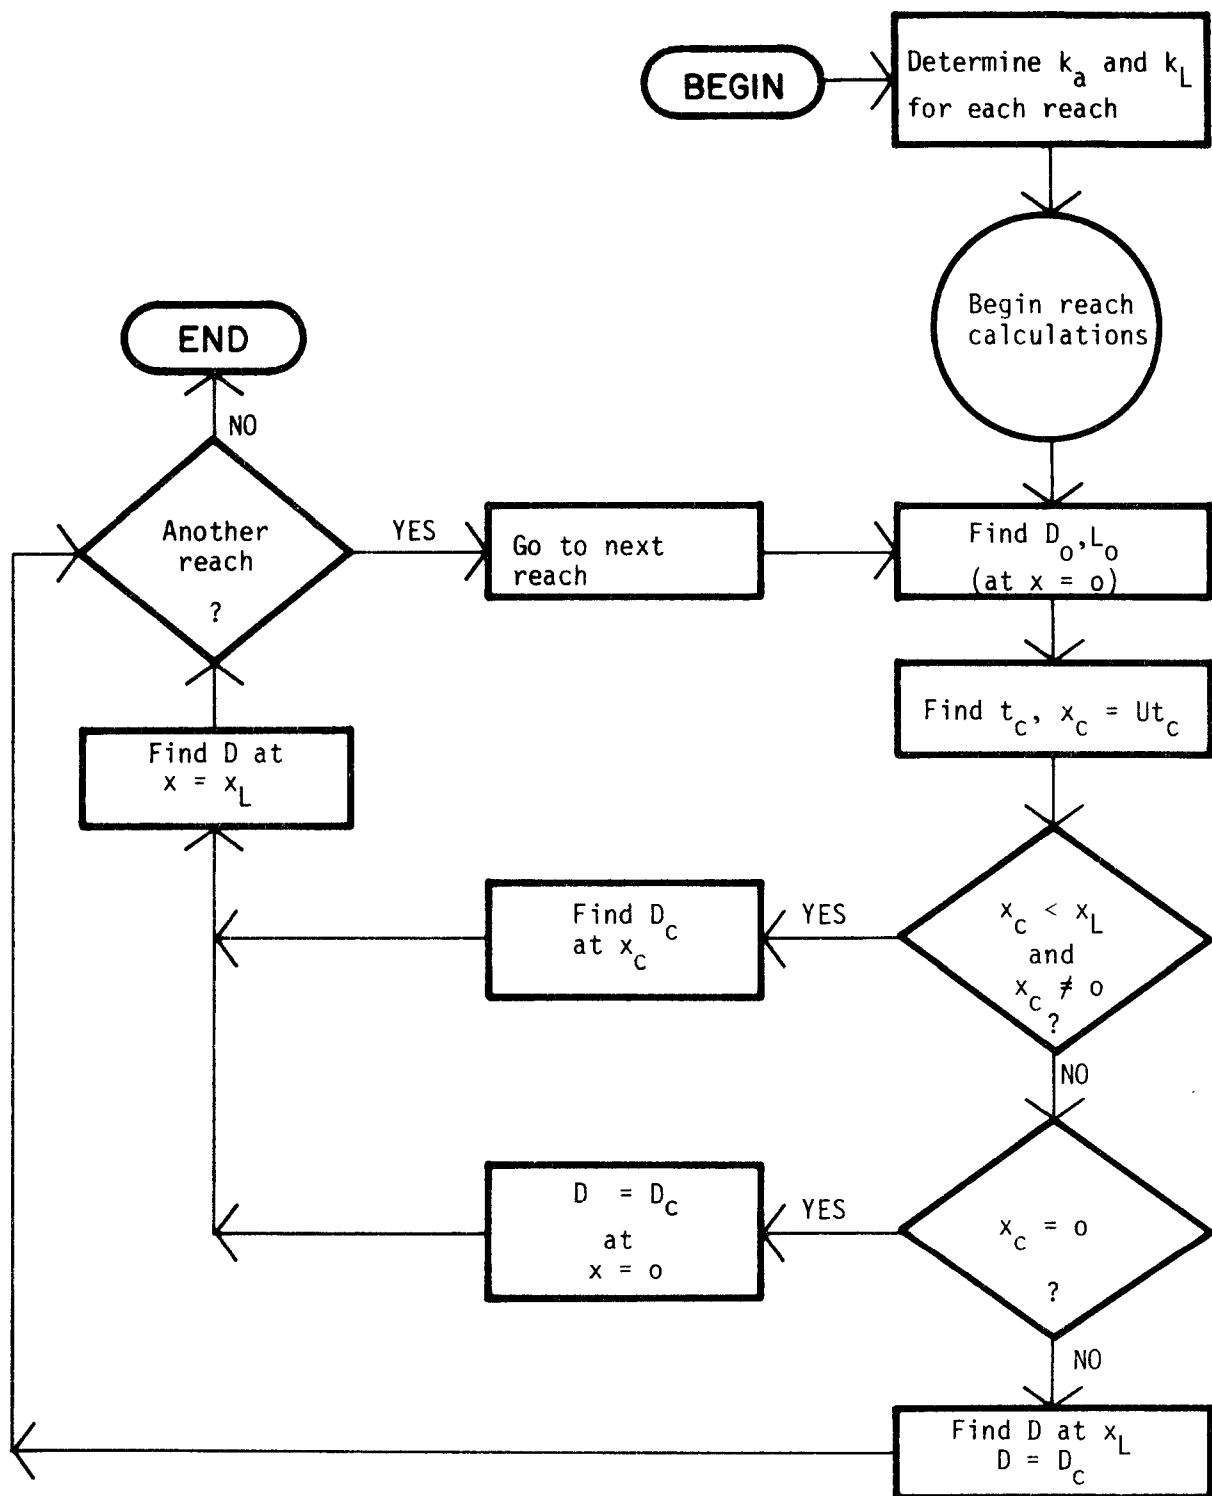 BEGIN
Determine k_a and k_L
for each reach
Begin reach
calculations
END
NO
Another
reach
?
YES
Go to next
reach
Find D_o,L_o
(at x = o)
Find t_c, x_c = Ut_c
Find D at
x = x_L
Find D_c
at x_c
YES
x_c < x_L
and
x_c ≠ o
?
NO
D = D_c
at
x = o
YES
x_c = o
?
NO
Find D at x_L
D = D_c